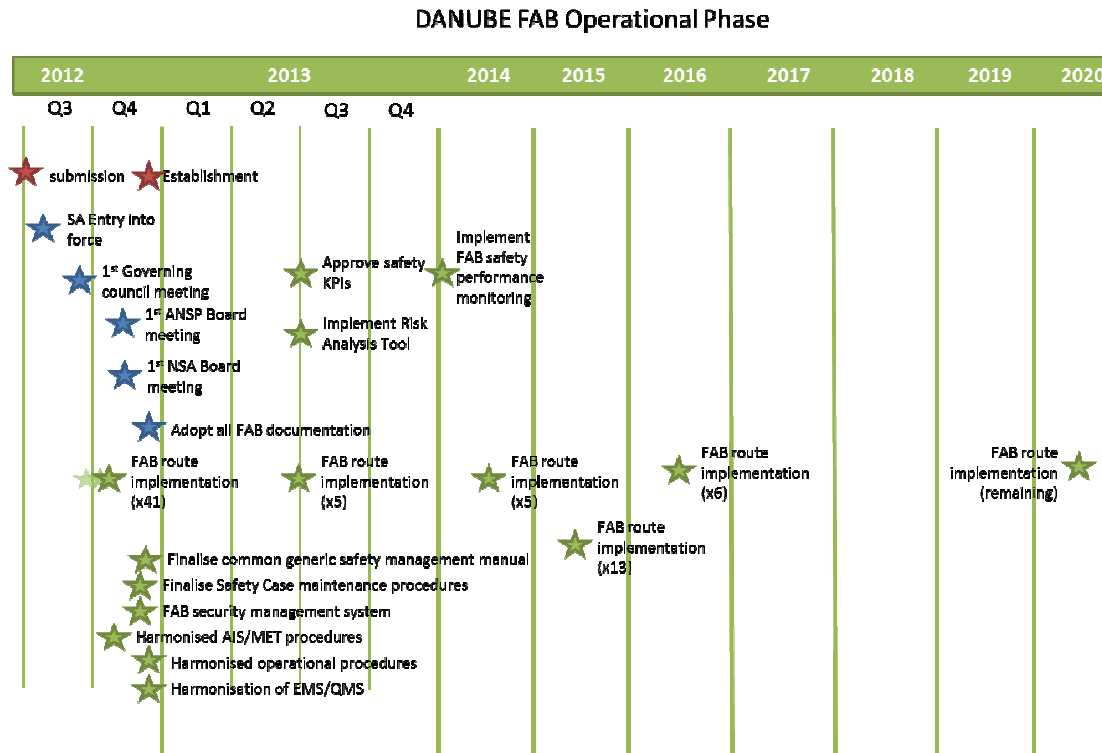 DANUBE FAB Operational Phase
2012 2013 2014 2015 2016 2017 2018 2019 2020
Q3 Q4 Q1 Q2 Q3 Q4
submission
Establishment
SA Entry into
force
1st Governing
council meeting
Approve safety
KPIs
Implement
FAB safety
performance
monitoring
1st ANSP Board
meeting
Implement Risk
Analysis Tool
1st NSA Board
meeting
Adopt all FAB documentation
FAB route
implementation
(x41)
FAB route
implementation
(x5)
FAB route
implementation
(x5)
FAB route
implementation
(x13)
FAB route
implementation
(x6)
FAB route
implementation
(remaining)
Finalise common generic safety management manual
Finalise Safety Case maintenance procedures
FAB security management system
Harmonised AIS/MET procedures
Harmonised operational procedures
Harmonisation of EMS/QMS